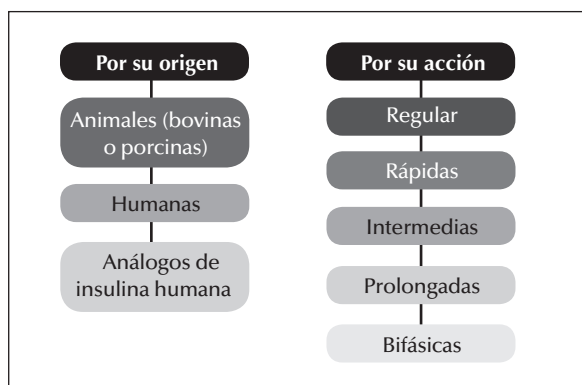 Por su origen
Animales (bovinas
o porcinas)
Humanas
Análogos de
insulina humana
Por su acción
Regular
Rápidas
Intermedias
Prolongadas
Bifásicas